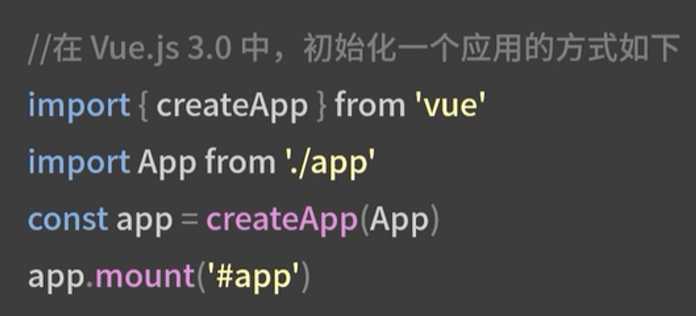 //在 Vue.js 3.0 中，初始化一个应用的方式如下
import { createApp } from 'vue'
import App from './app'
const app = createApp(App)
app.mount('#app')